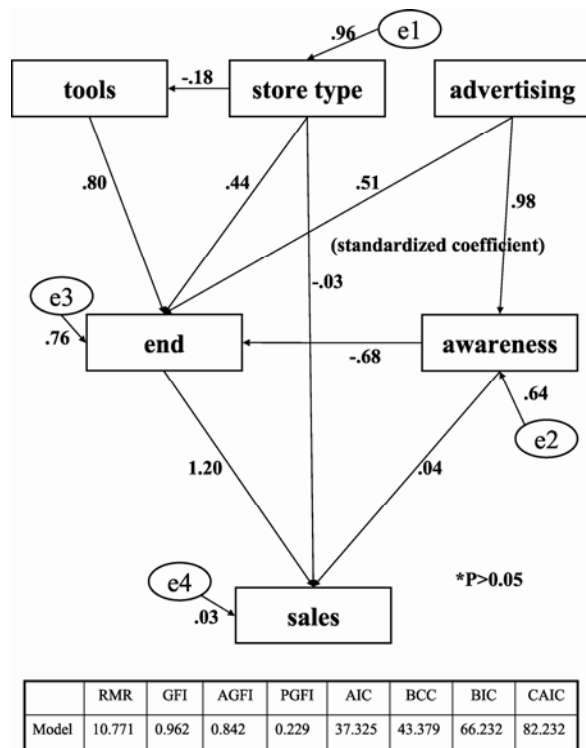 .96
e1
tools
-.18
store type
advertising
.80
.44
.51
.98
(standardized coefficient)
-.03
e3
.76
end
-.68
awareness
.64
e2
1.20
.04
e4
.03
sales
*P>0.05
RMR GFI AGFI PGFI AIC BCC BIC CAIC
Model 10.771 0.962 0.842 0.229 37.325 43.379 66.232 82.232